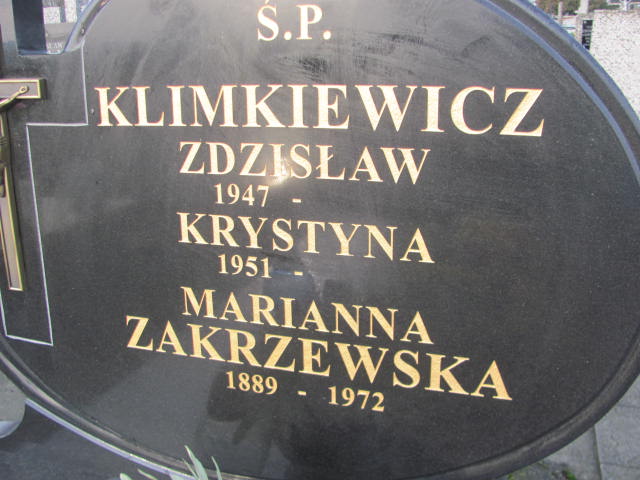 Ś.P.
KLIMKIEWICZ
ZDZISŁAW
1947 -
KRYSTYNA
1951 -
MARIANNA
ZAKRZEWSKA
1889 - 1972